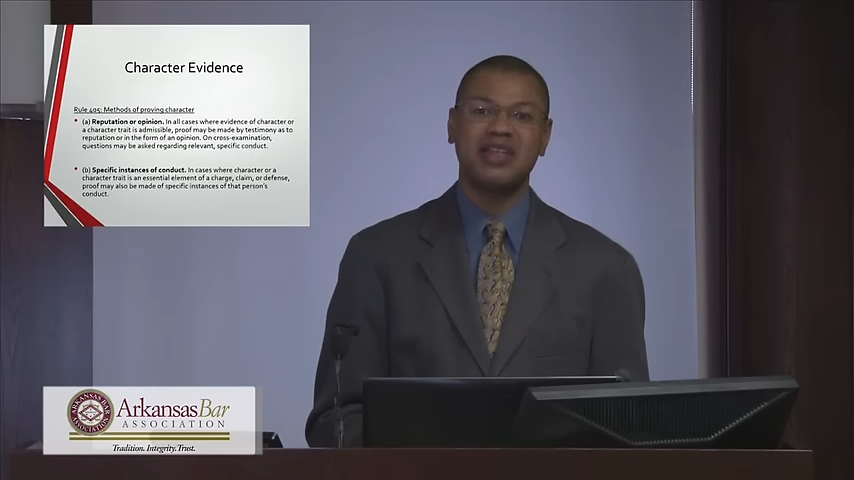 Character Evidence
Rule 405: Methods of proving character
• (a) Reputation or opinion. In all cases where evidence of character or
a character trait is admissible, proof may be made by testimony as to
reputation or in the form of an opinion. On cross-examination,
questions may be asked regarding relevant, specific conduct.
• (b) Specific instances of conduct. In cases where character or a
character trait is an essential element of a charge, claim, or defense,
proof may also be made of specific instances of that person's
conduct.
ArkansasBar
ASSOCIATION
Tradition. Integrity. Trust.